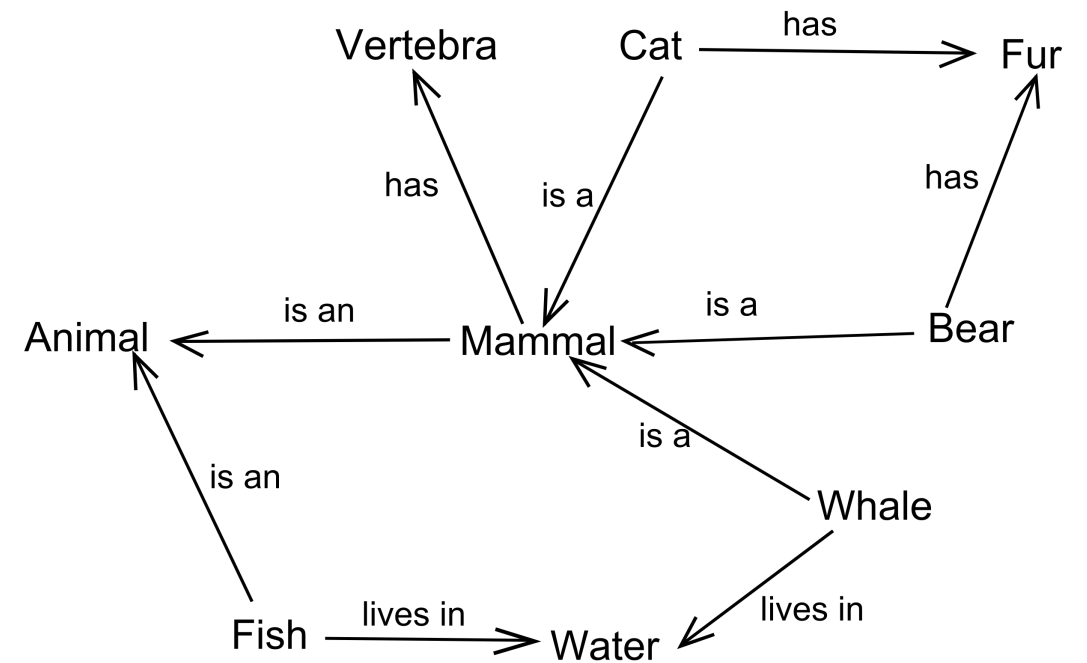 Vertebra
Cat
has
Fur
has
is a
has
Animal
is an
Mammal
is a
Bear
is a
is an
Whale
Fish
lives in
Water
lives in